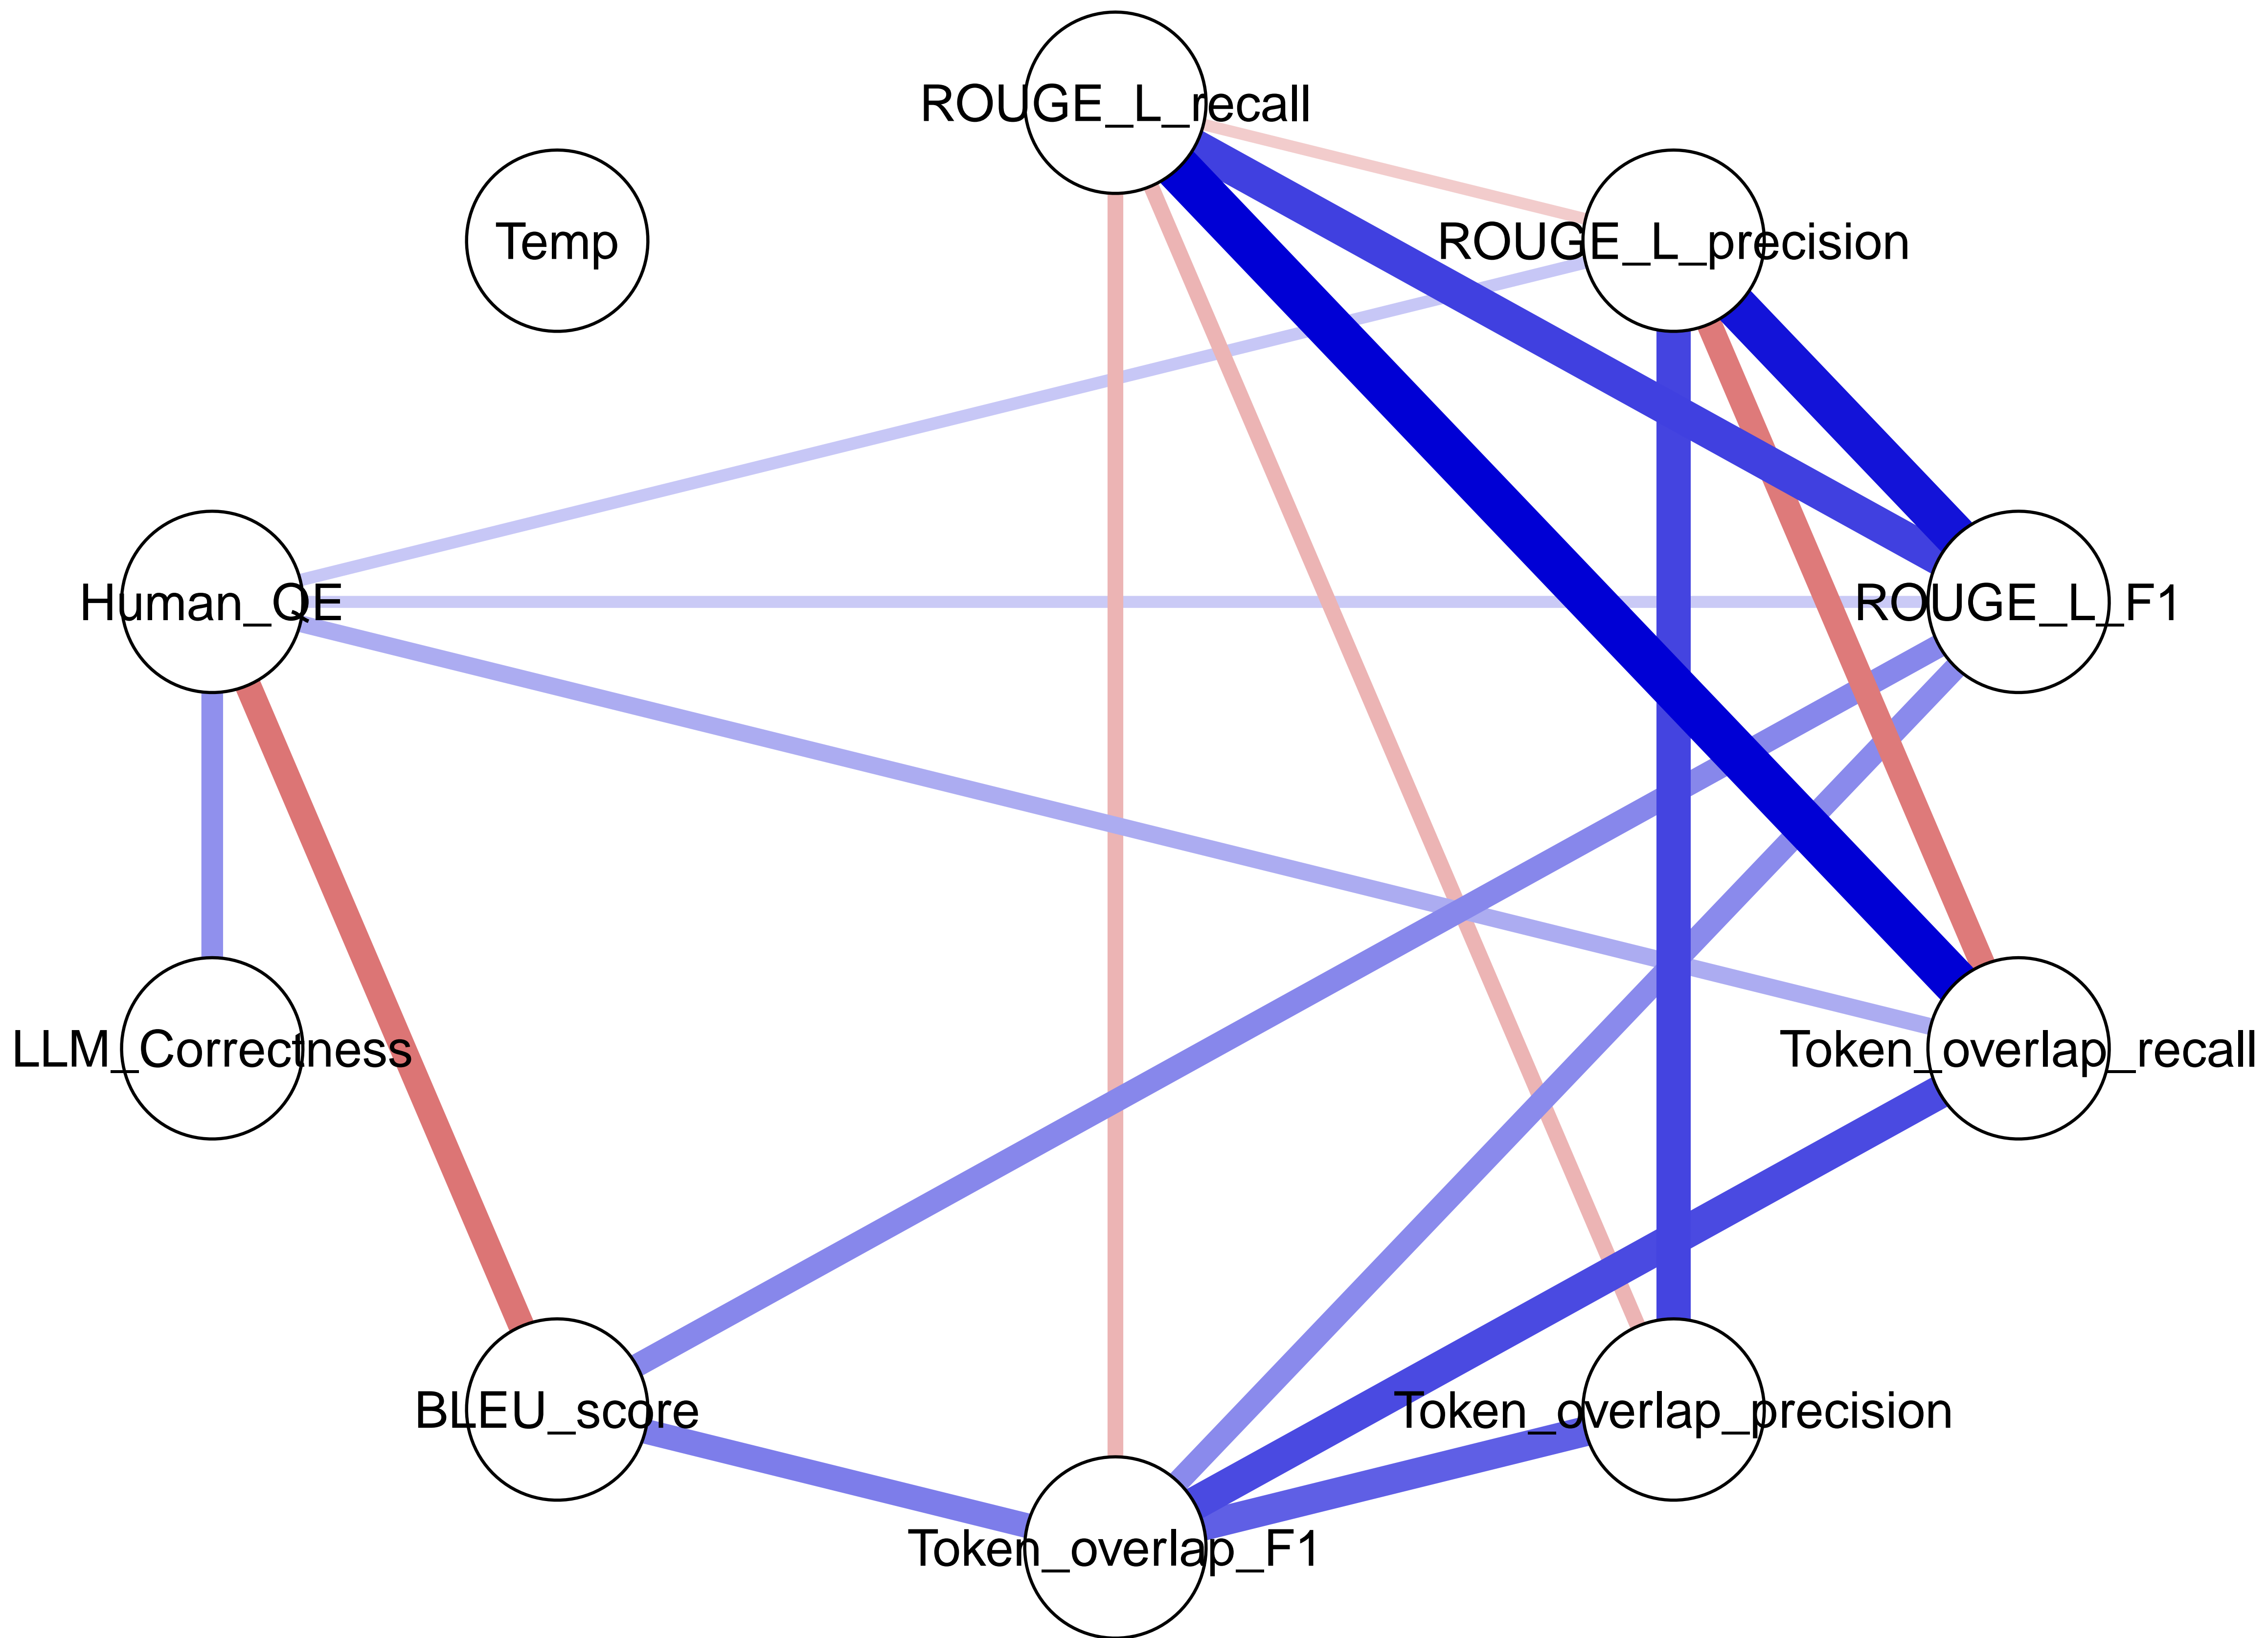 ROUGE_L_recall
Temp
ROUGE_L_precision
Human_QE
ROUGE_L_F1
LLM_Correctness
Token_overlap_recall
BLEU_score
Token_overlap_precision
Token_overlap_F1